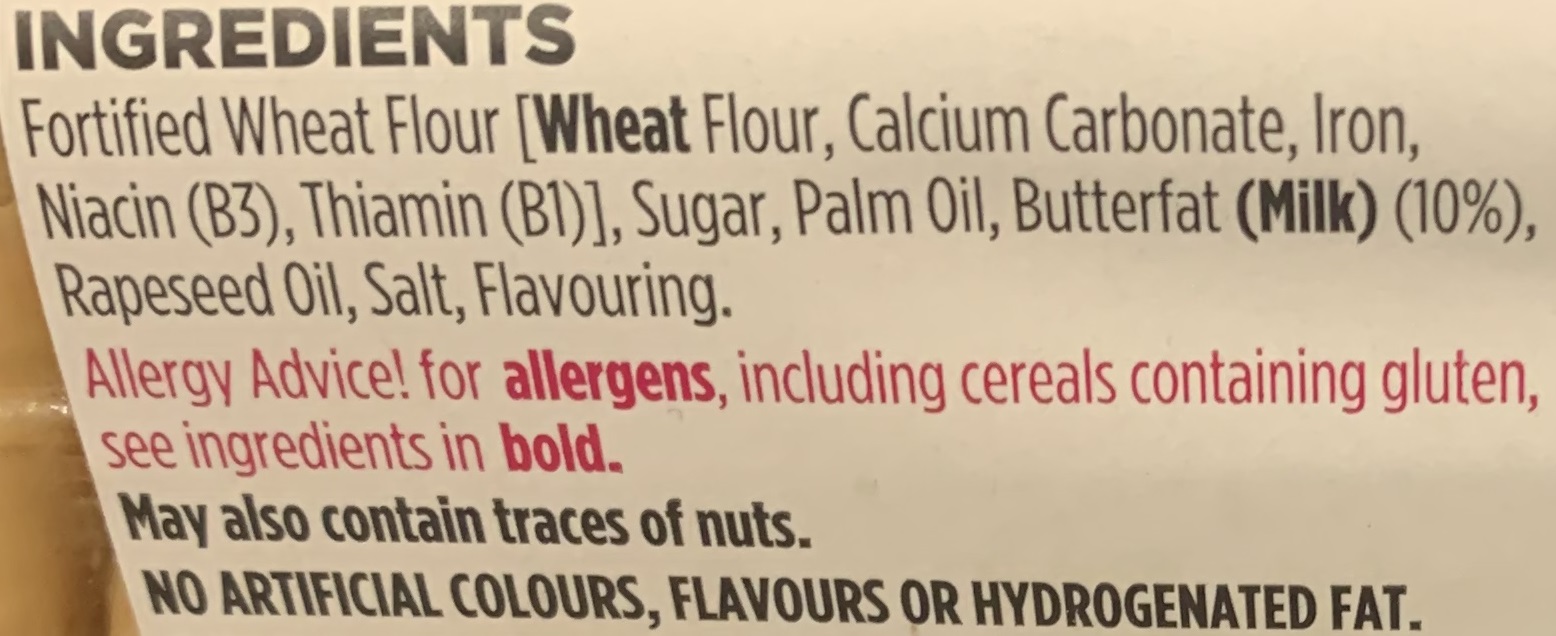 INGREDIENTS
Fortified Wheat Flour [Wheat Flour, Calcium Carbonate, Iron,
Niacin (B3), Thiamin (B1)], Sugar, Palm Oil, Butterfat (Milk) (10%),
Rapeseed Oil, Salt, Flavouring.
Allergy Advice! for allergens, including cereals containing gluten,
see ingredients in bold.
May also contain traces of nuts.
NO ARTIFICIAL COLOURS, FLAVOURS OR HYDROGENATED FAT.